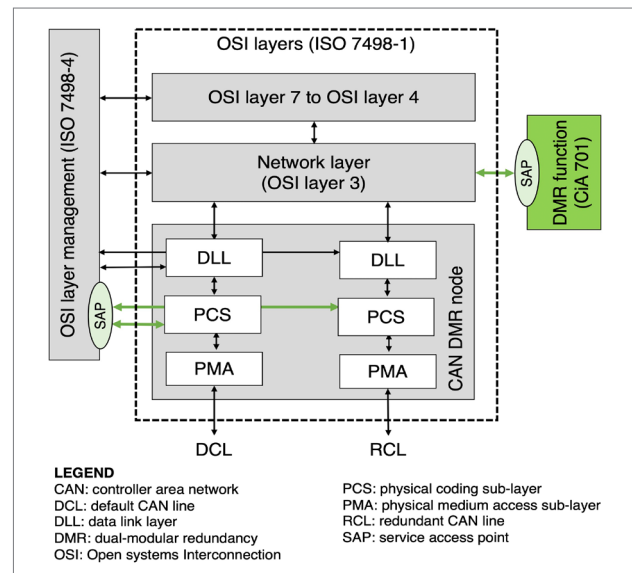 OSI layers (ISO 7498-1)
OSI layer management (ISO 7498-4)
OSI layer 7 to OSI layer 4
Network layer
(OSI layer 3)
SAP
DMR function
(CiA 701)
DLL
DLL
SAP
PCS
PCS
PMA
PMA
CAN DMR node
DCL
RCL
LEGEND
CAN: controller area network
DCL: default CAN line
DLL: data link layer
DMR: dual-modular redundancy
OSI: Open systems Interconnection
PCS: physical coding sub-layer
PMA: physical medium access sub-layer
RCL: redundant CAN line
SAP: service access point